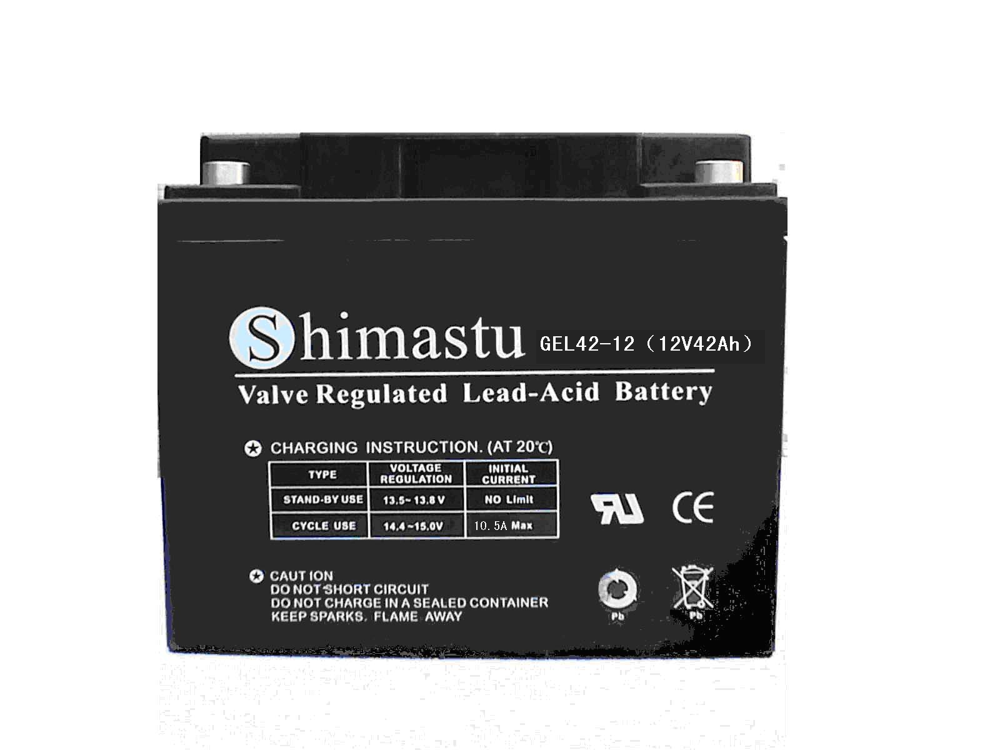 Shimastu GEL42-12（12V42Ah）
Valve Regulated Lead-Acid Battery
CHARGING INSTRUCTION. (AT 20℃)
TYPE VOLTAGE REGULATION INITIAL CURRENT
STAND-BY USE 13.5~13.8V NO Limit
CYCLE USE 14.4~15.0V 10.5A Max
CAUT ION
DO NOT SHORT CIRCUIT
DO NOT CHARGE IN A SEALED CONTAINER
KEEP SPARKS. FLAME AWAY
RU CE
Pb Pb